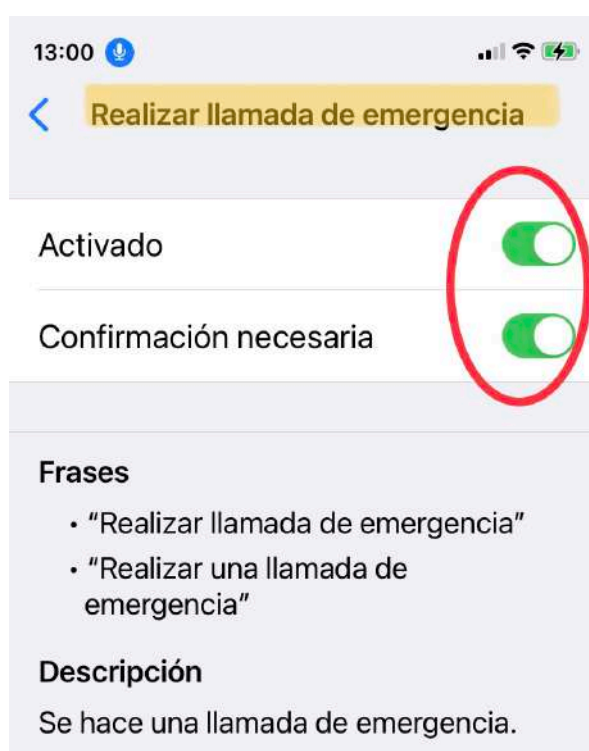 13:00
Realizar llamada de emergencia
Activado
Confirmación necesaria
Frases
• “Realizar llamada de emergencia”
• “Realizar una llamada de
emergencia”
Descripción
Se hace una llamada de emergencia.